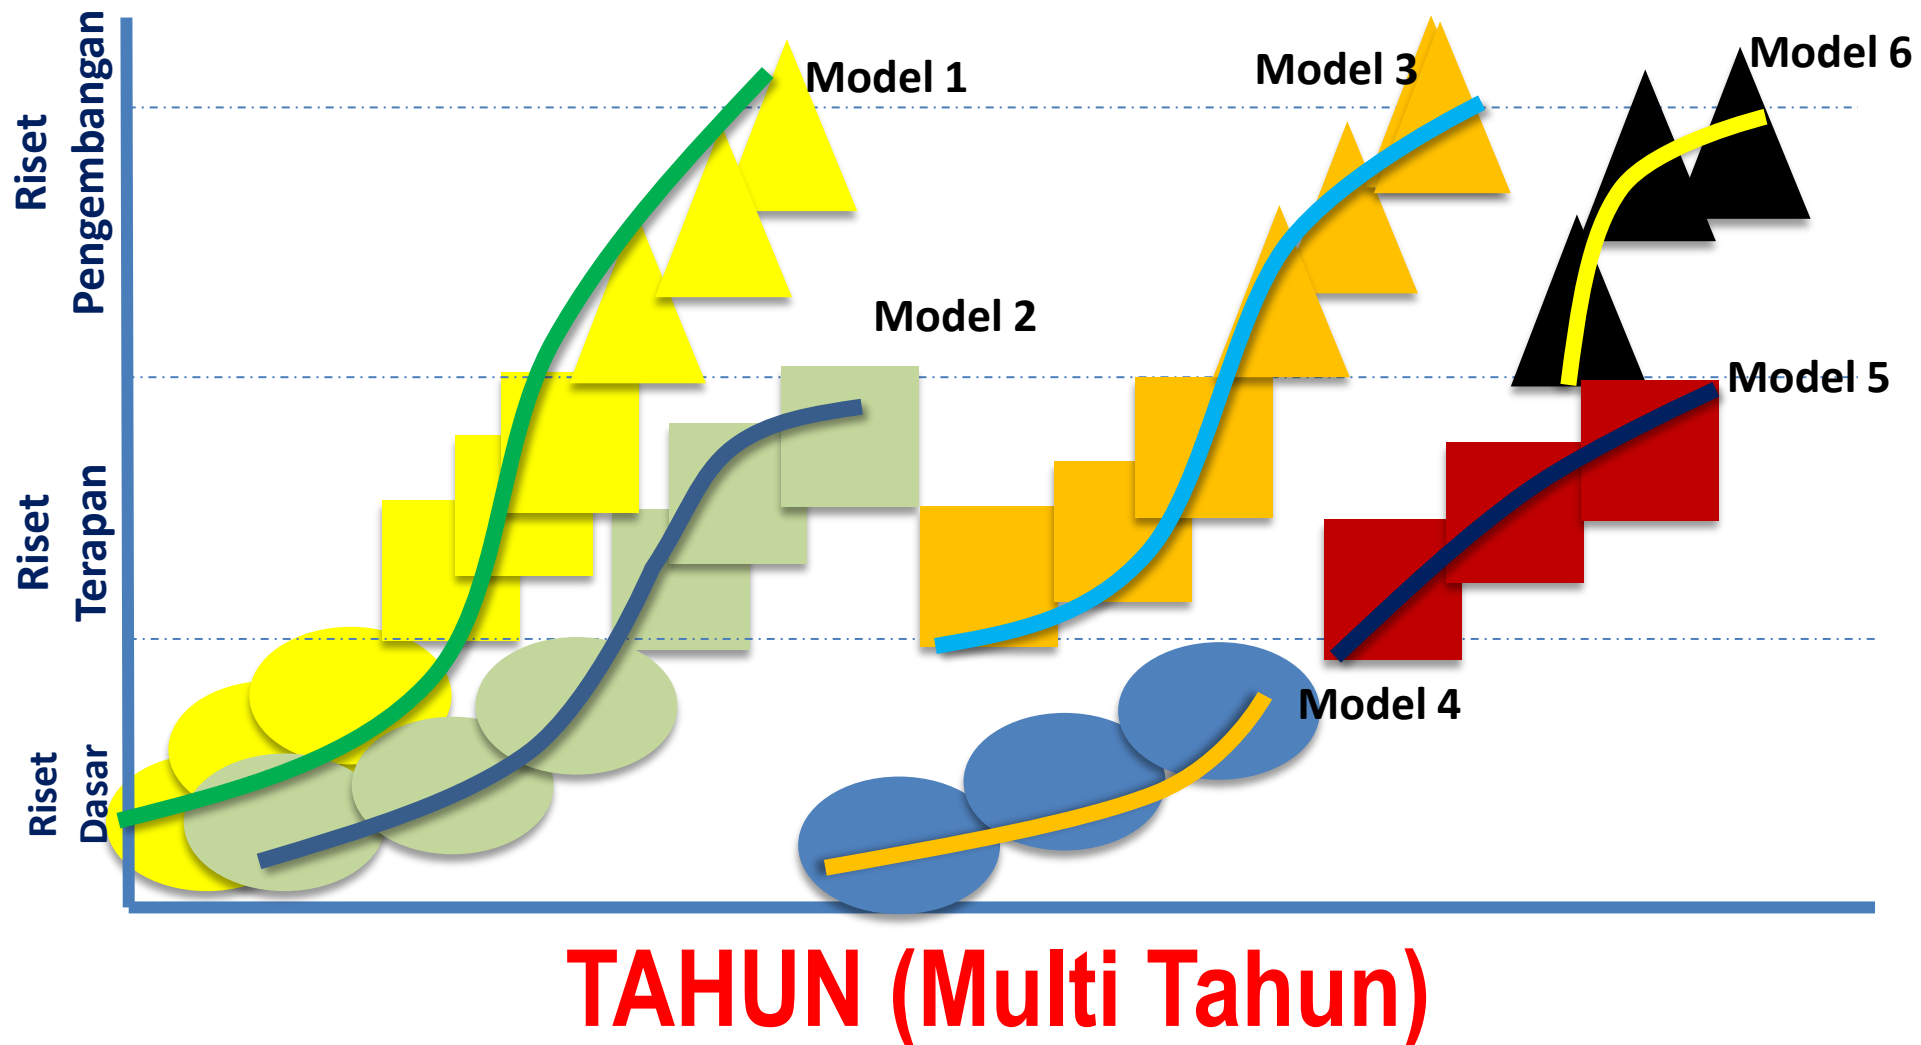 Riset
Pengembangan
Riset
Terapan
Riset
Dasar
Model 1
Model 2
Model 3
Model 4
Model 5
Model 6
TAHUN (Multi Tahun)